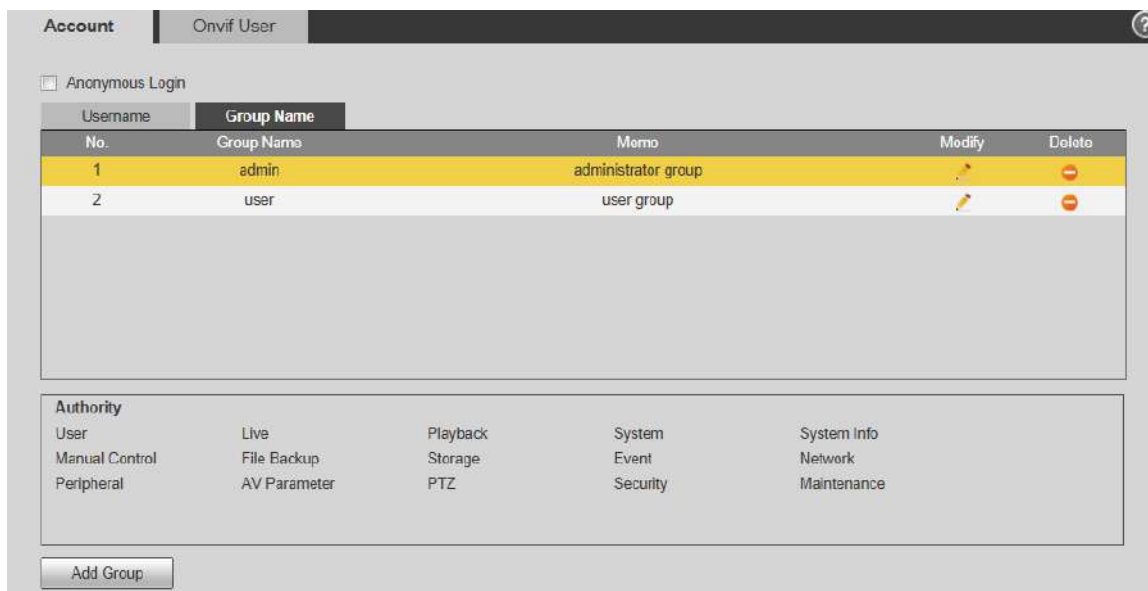 Account Onvif User ?
Anonymous Login
Username Group Name
No. Group Name Memo Modify Delete
1 admin administrator group
2 user user group
Authority
User Live Playback System System Info
Manual Control File Backup Storage Event Network
Peripheral AV Parameter PTZ Security Maintenance
Add Group